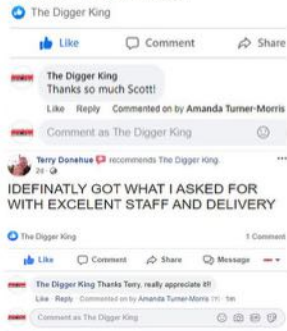 The Digger King
Like Comment Share
The Digger King
Thanks so much Scott!
Like Reply Commented on by Amanda Turner-Morris
Comment as The Digger King
Terry Donehue recommends The Digger King.
IDEFINATLY GOT WHAT I ASKED FOR
WITH EXCELENT STAFF AND DELIVERY
The Digger King 1 Comment
Like Comment Share Message
The Digger King Thanks Terry, really appreciate it!!
Like Reply Commented on by Amanda Turner-Morris 1m
Comment as The Digger King